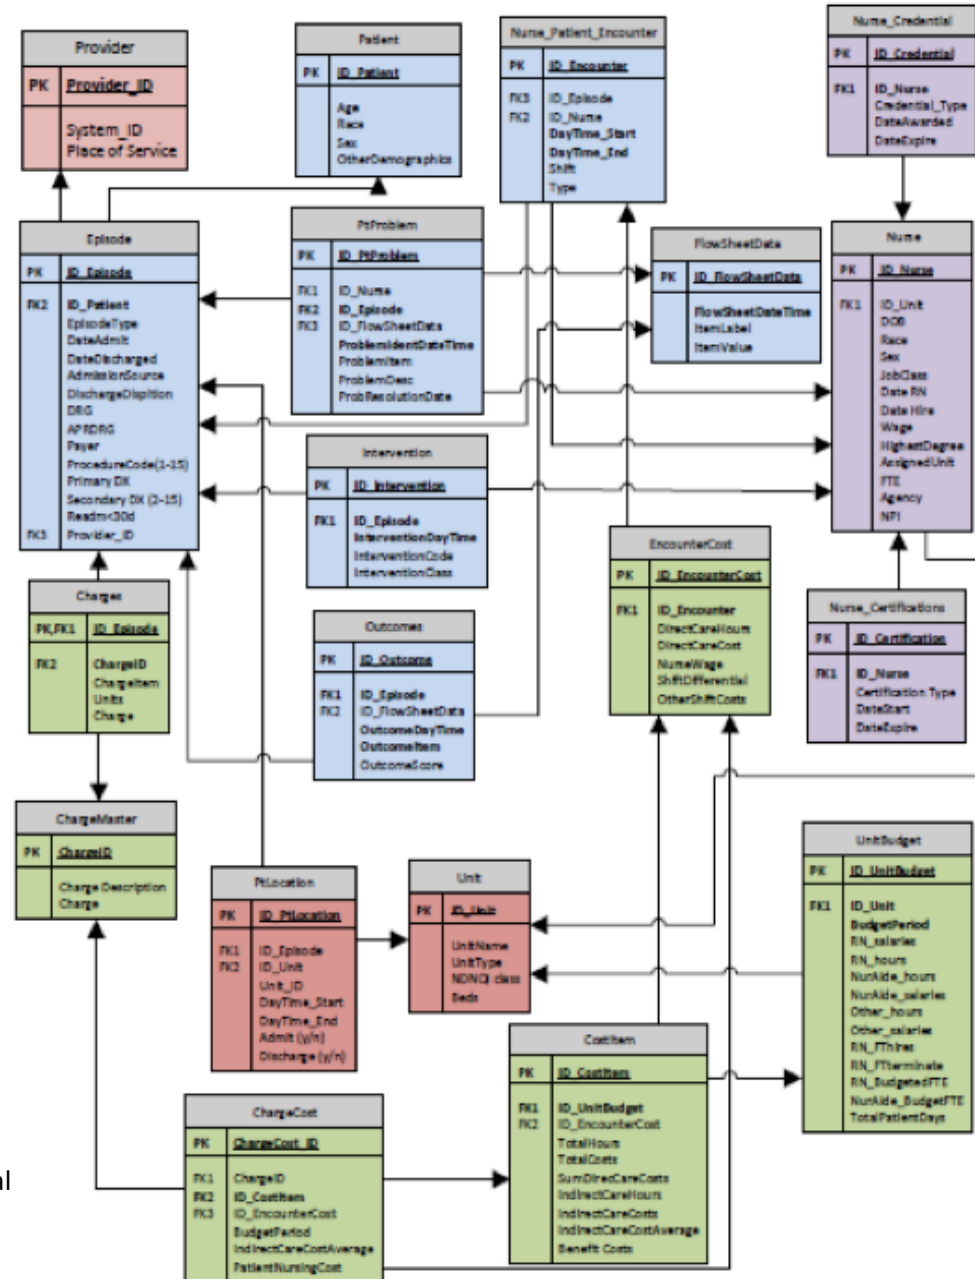 Provider
PK Provider_ID
System_ID
Place of Service
Patient
PK ID_Patient
Age
Race
Sex
OtherDemographics
Nurse_Patient_Encounter
PK ID_Encounter
FK3 ID_Episode
FK2 ID_Nurse
DayTime_Start
DayTime_End
Shift
Type
Nurse_Credential
PK ID_Credential
FK1 ID_Nurse
Credential_Type
DateAwarded
DateExpire
Episode
PK ID_Episode
FK2 ID_Patient
EpisodeType
DateAdmit
DateDischarged
AdmissionSource
DischargeDispition
DRG
APRDRG
Payer
ProcedureCode(1-15)
Primary DX
Secondary DX (2-15)
Readm<30d
FK3 Provider_ID
PtProblem
PK ID_PtProblem
FK1 ID_Nurse
FK2 ID_Episode
FK3 ID_FlowSheetData
ProblemIdentDateTime
ProblemItem
ProblemDesc
ProbResolutionDate
FlowSheetData
PK ID_FlowSheetData
FlowSheetDateTime
ItemLabel
ItemValue
Nurse
PK ID_Nurse
FK1 ID_Unit
DOB
Race
Sex
JobClass
Date RN
Date Hire
Wage
HighestDegree
AssignedUnit
FTE
Agency
NPI
Intervention
PK ID_Intervention
FK1 ID_Episode
InterventionDayTime
InterventionCode
InterventionClass
EncounterCost
PK ID_EncounterCost
FK1 ID_Encounter
DirectCareHours
DirectCareCost
NurseWage
ShiftDifferential
OtherShiftCosts
Charges
PK,FK1 ID_Episode
FK2 ChargeID
ChargeItem
Units
Charge
Outcomes
PK ID_Outcome
FK1 ID_Episode
FK2 ID_FlowSheetData
OutcomeDayTime
OutcomeItem
OutcomeScore
Nurse_Certifications
PK ID_Certification
FK1 ID_Nurse
Certification Type
DateStart
DateExpire
ChargeMaster
PK ChargeID
Charge Description
Charge
PtLocation
PK ID_PtLocation
FK1 ID_Episode
FK2 ID_Unit
Unit_ID
DayTime_Start
DayTime_End
Admit (y/n)
Discharge (y/n)
Unit
PK ID_Unit
UnitName
UnitType
NDNQI class
Beds
UnitBudget
PK ID_UnitBudget
FK1 ID_Unit
BudgetPeriod
RN_salaries
RN_hours
NurAide_hours
NurAide_salaries
Other_hours
Other_salaries
RN_FThires
RN_FTterminate
RN_BudgetedFTE
NurAide_BudgetFTE
TotalPatientDays
CostItem
PK ID_CostItem
FK1 ID_UnitBudget
FK2 ID_EncounterCost
TotalHours
TotalCosts
SumDirecCareCosts
IndirectCareHours
IndirectCareCosts
IndirectCareCostAverage
Benefit Costs
ChargeCost
PK ChargeCost_ID
FK1 ChargeID
FK2 ID_CostItem
FK3 ID_EncounterCost
BudgetPeriod
IndirectCareCostAverage
PatientNursingCost
al